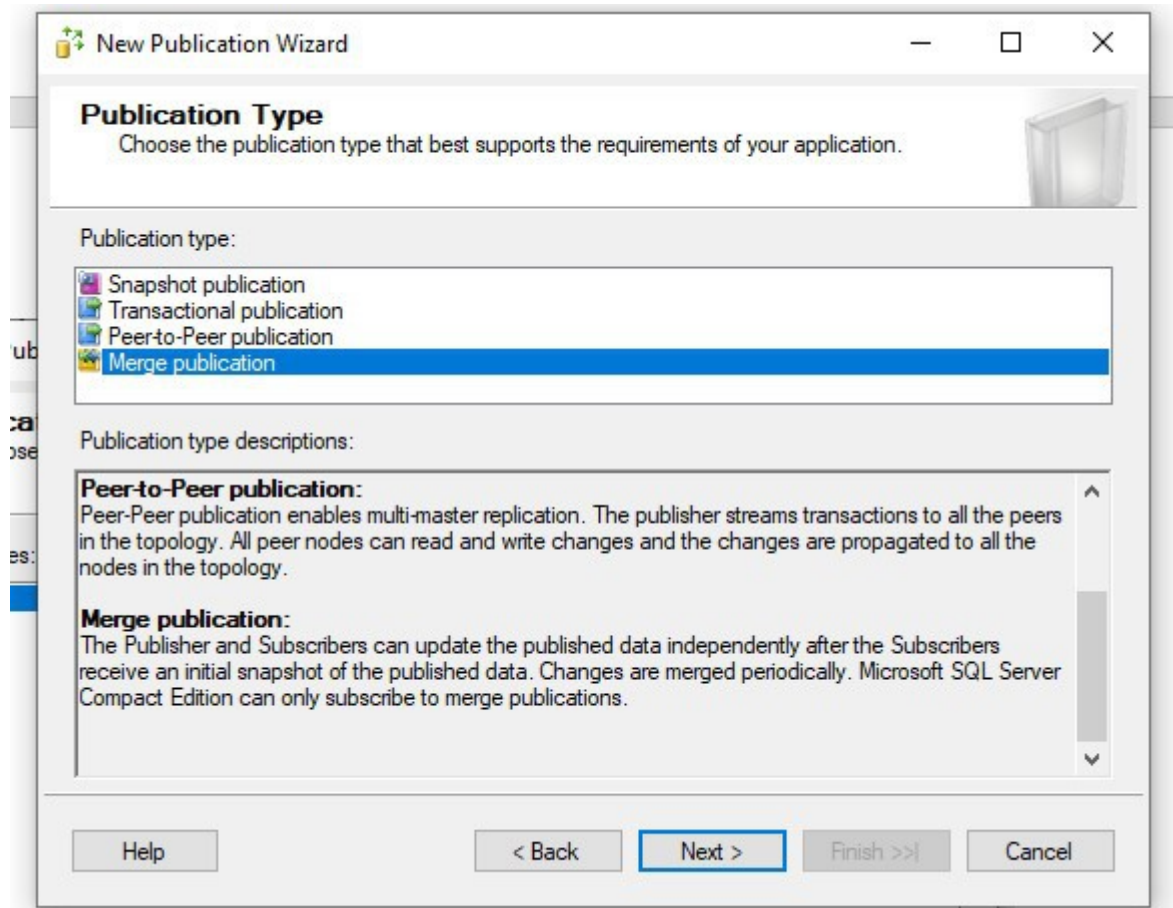 New Publication Wizard
Publication Type
Choose the publication type that best supports the requirements of your application.
Publication type:
Snapshot publication
Transactional publication
Peer-to-Peer publication
Merge publication
Publication type descriptions:
Peer-to-Peer publication:
Peer-Peer publication enables multi-master replication. The publisher streams transactions to all the peers
in the topology. All peer nodes can read and write changes and the changes are propagated to all the
nodes in the topology.
Merge publication:
The Publisher and Subscribers can update the published data independently after the Subscribers
receive an initial snapshot of the published data. Changes are merged periodically. Microsoft SQL Server
Compact Edition can only subscribe to merge publications.
Help
< Back
Next >
Finish >>|
Cancel